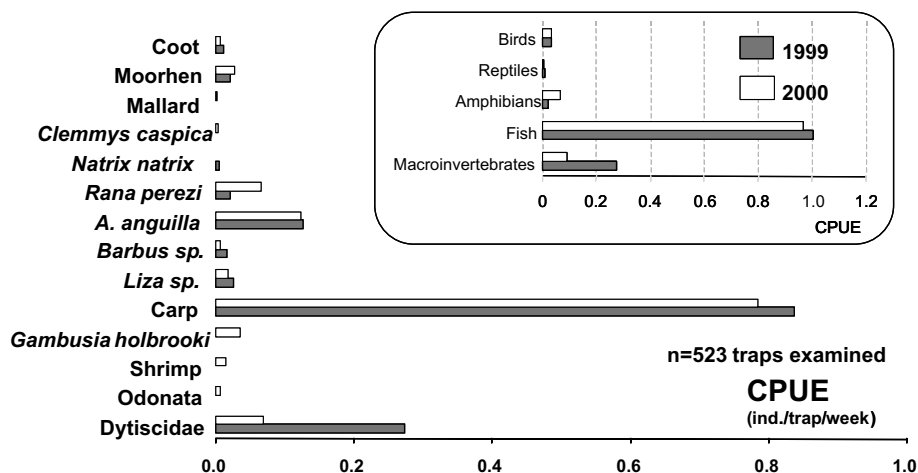 Coot
Moorhen
Mallard
Clemmys caspica
Natrix natrix
Rana perezi
A. anguilla
Barbus sp.
Liza sp.
Carp
Gambusia holbrooki
Shrimp
Odonata
Dytiscidae
0.0 0.2 0.4 0.6 0.8 1.0
n=523 traps examined
CPUE
(ind./trap/week)
Birds
Reptiles
Amphibians
Fish
Macroinvertebrates
0 0.2 0.4 0.6 0.8 1.0 1.2
CPUE
1999
2000